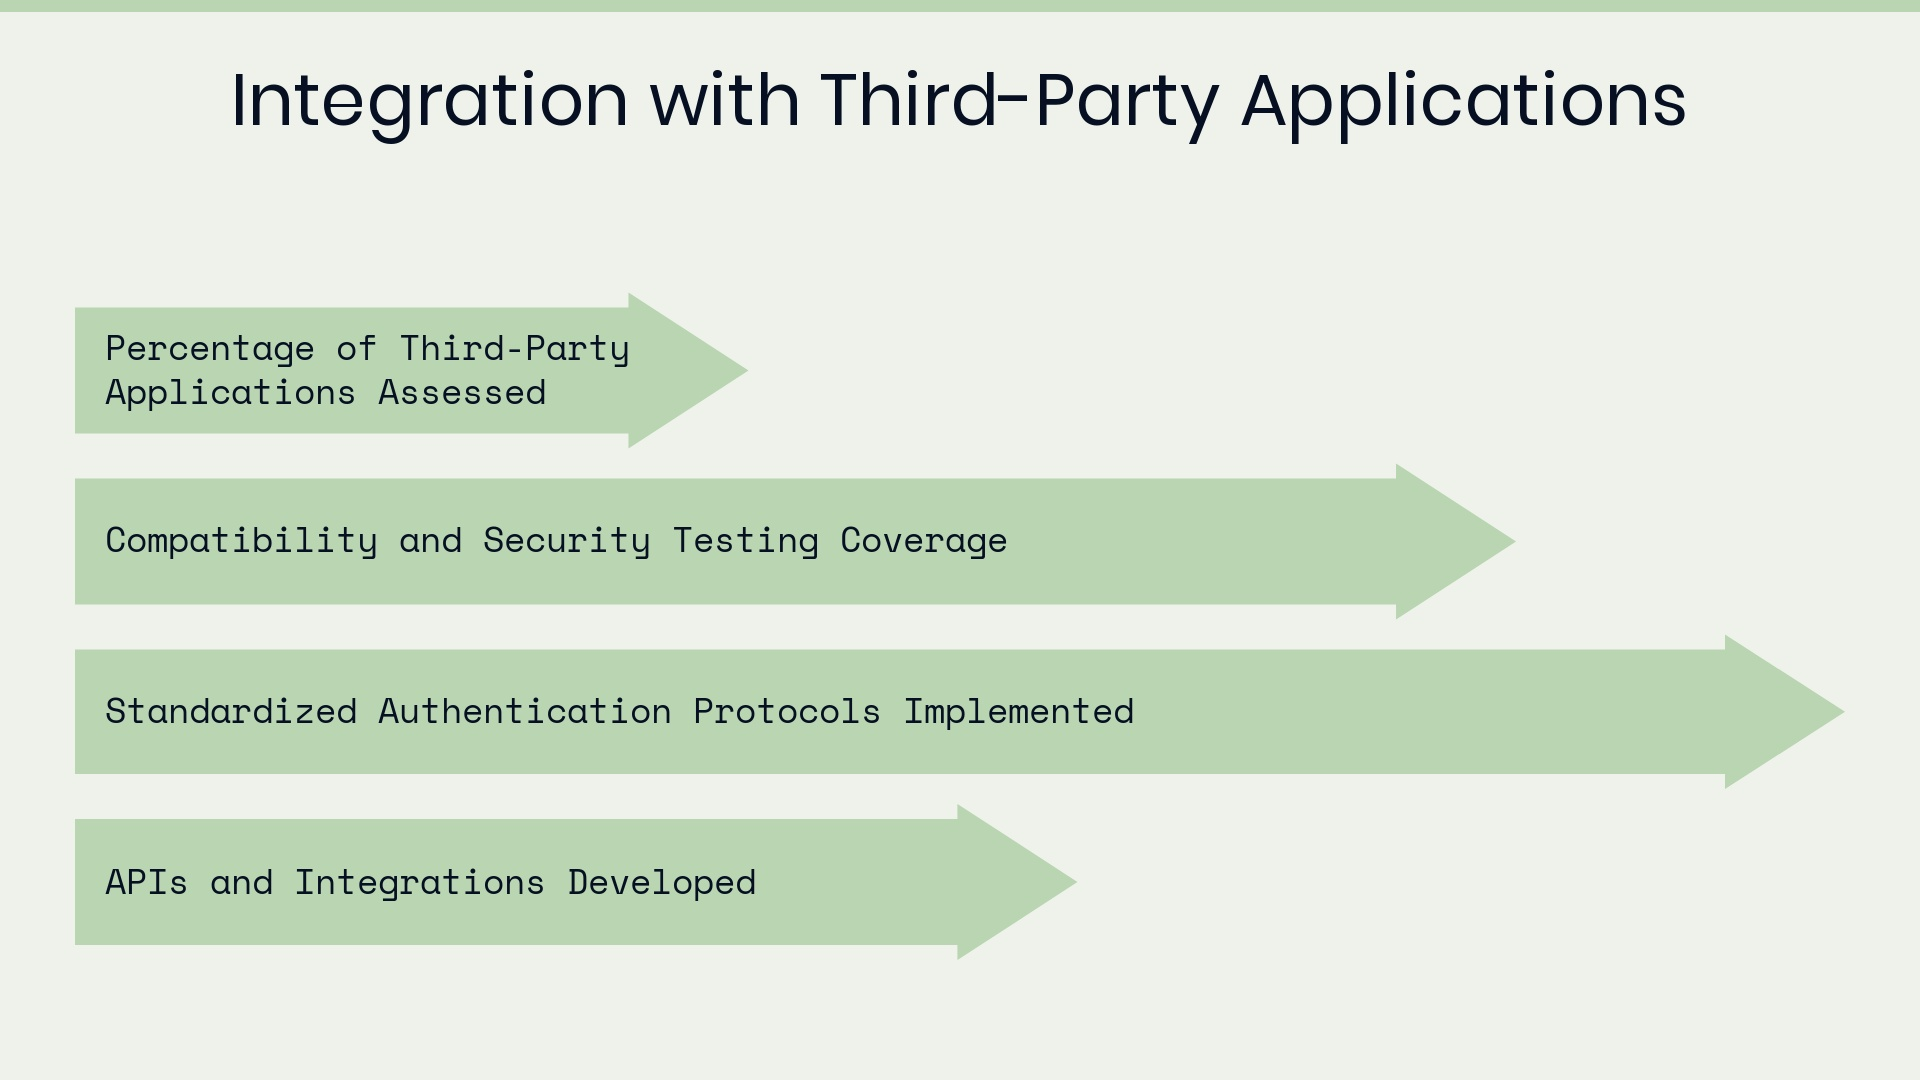 Integration with Third-Party Applications
Percentage of Third-Party
Applications Assessed
Compatibility and Security Testing Coverage
Standardized Authentication Protocols Implemented
APIs and Integrations Developed